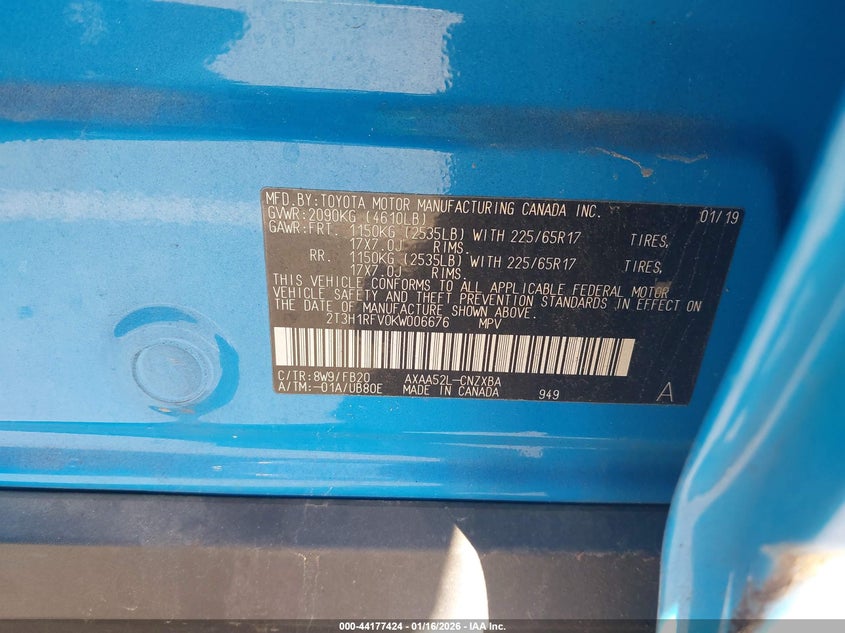 MFD.BY:TOYOTA MOTOR MANUFACTURING CANADA INC. 01/19
GVWR:2090KG (4610LB)
GAWR:FRT. 1150KG (2535LB) WITH 225/65R17 TIRES,
17X7.0J RIMS.
RR. 1150KG (2535LB) WITH 225/65R17 TIRES,
17X7.0J RIMS.
THIS VEHICLE CONFORMS TO ALL APPLICABLE FEDERAL MOTOR
VEHICLE SAFETY AND THEFT PREVENTION STANDARDS IN EFFECT ON
THE DATE OF MANUFACTURE SHOWN ABOVE.
2T3H1RFV0KW006676 MPV
C/TR:8W9/FB20 AXAA52L-CNZXBA
A/TM:-01A/UB80E MADE IN CANADA 949 A
000-44177424 - 01/16/2026 - IAA Inc.